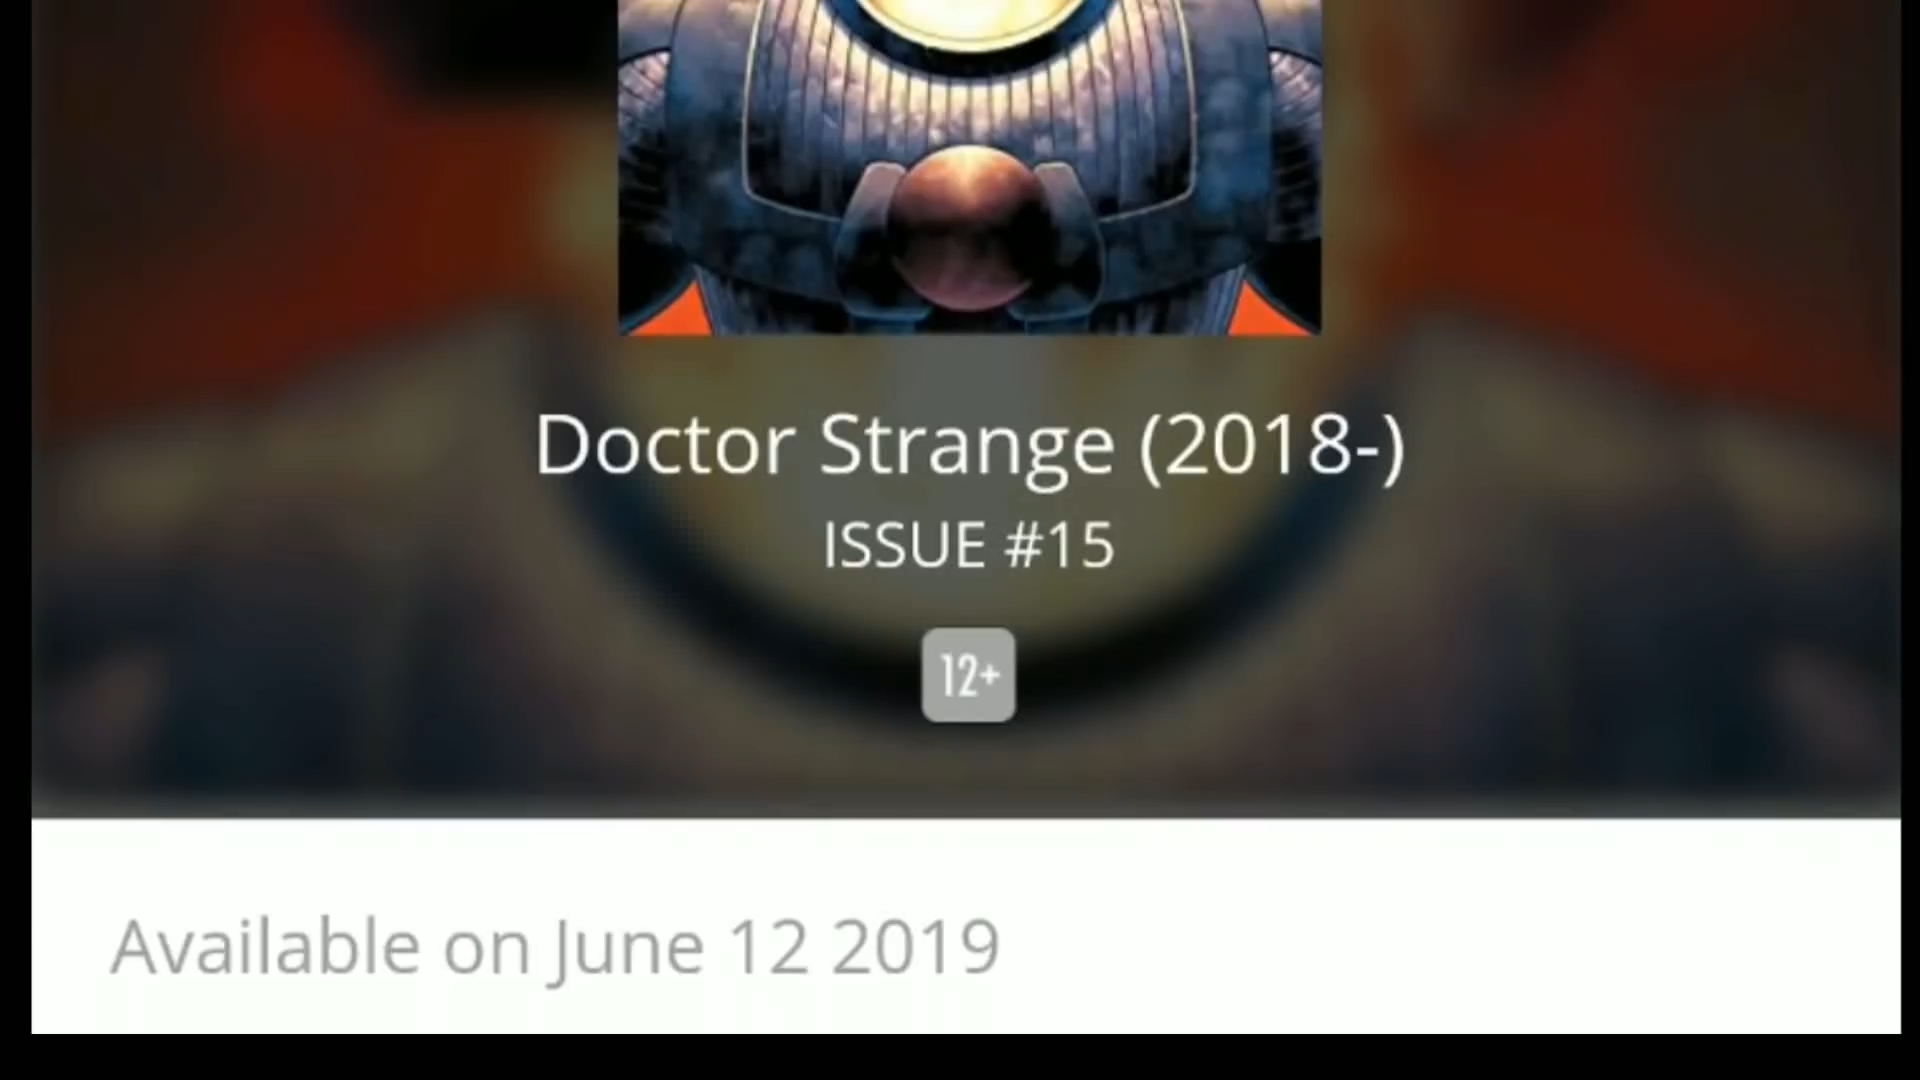 Doctor Strange (2018-)
ISSUE #15
12+
Available on June 12 2019